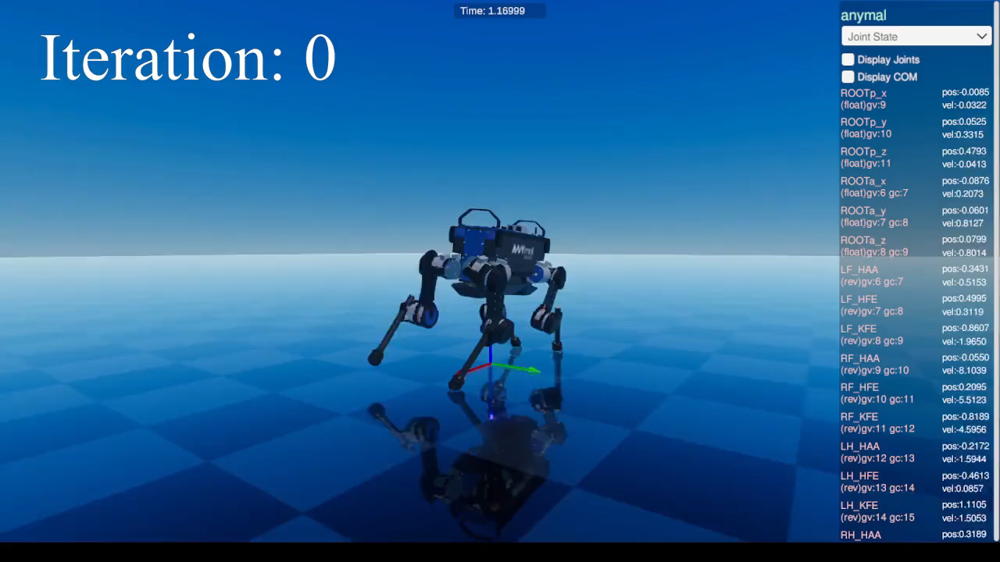 Time: 1.16999
Iteration: 0
anymal
Joint State
Display Joints
Display COM
ROOTp_x pos:-0.0085
(float)gv:9 vel:-0.0322
ROOTp_y pos:0.0525
(float)gv:10 vel:0.3315
ROOTp_z pos:0.4793
(float)gv:11 vel:-0.0413
ROOTa_x pos:-0.0876
(float)gv:6 gc:7 vel:0.2073
ROOTa_y pos:-0.0601
(float)gv:7 gc:8 vel:0.8127
ROOTa_z pos:0.0799
(float)gv:8 gc:9 vel:-0.8014
LF_HAA pos:-0.3431
(rev)gv:6 gc:7 vel:-0.5153
LF_HFE pos:0.4995
(rev)gv:7 gc:8 vel:0.3119
LF_KFE pos:-0.8607
(rev)gv:8 gc:9 vel:-1.9650
RF_HAA pos:-0.0550
(rev)gv:9 gc:10 vel:-8.1039
RF_HFE pos:0.2095
(rev)gv:10 gc:11 vel:-5.5123
RF_KFE pos:-0.8189
(rev)gv:11 gc:12 vel:-4.5956
LH_HAA pos:-0.2172
(rev)gv:12 gc:13 vel:-1.5944
LH_HFE pos:-0.4613
(rev)gv:13 gc:14 vel:0.0857
LH_KFE pos:1.1105
(rev)gv:14 gc:15 vel:-1.5053
RH_HAA pos:0.3189